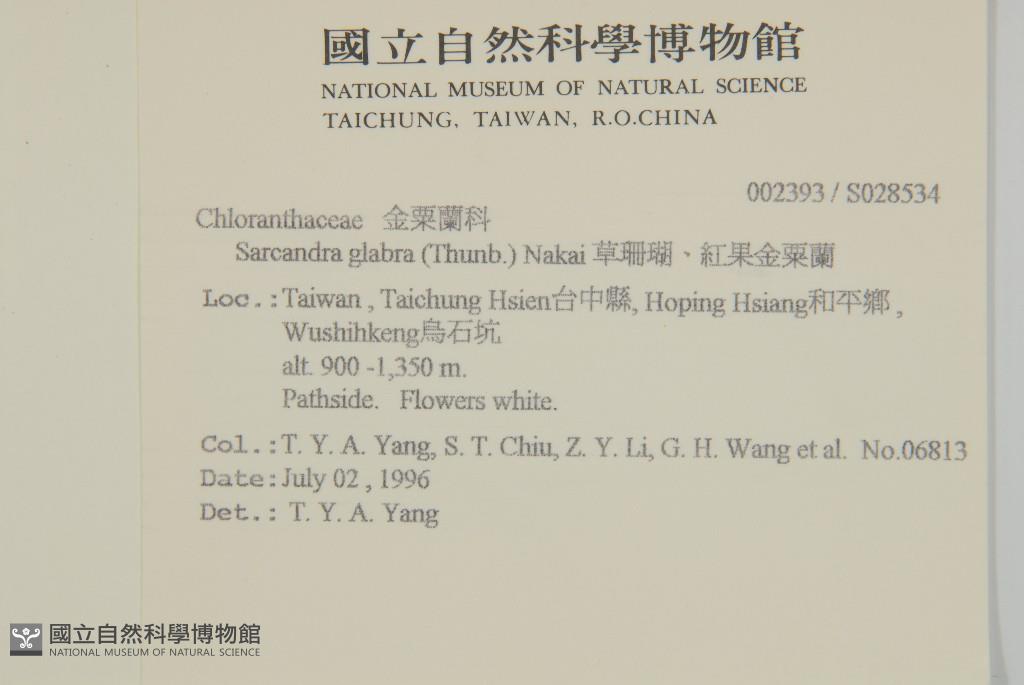 國立自然科學博物館
NATIONAL MUSEUM OF NATURAL SCIENCE
TAICHUNG, TAIWAN, R.O.CHINA
002393 / S028534
Chloranthaceae 金粟蘭科
Sarcandra glabra (Thunb.) Nakai 草珊瑚、紅果金粟蘭
Loc.:Taiwan , Taichung Hsien台中縣, Hoping Hsiang和平鄉 ,
Wushihkeng烏石坑
alt. 900 -1,350 m.
Pathside. Flowers white.
Col.:T. Y. A. Yang, S. T. Chiu, Z. Y. Li, G. H. Wang et al. No.06813
Date:July 02 , 1996
Det.: T. Y. A. Yang
國立自然科學博物館
NATIONAL MUSEUM OF NATURAL SCIENCE